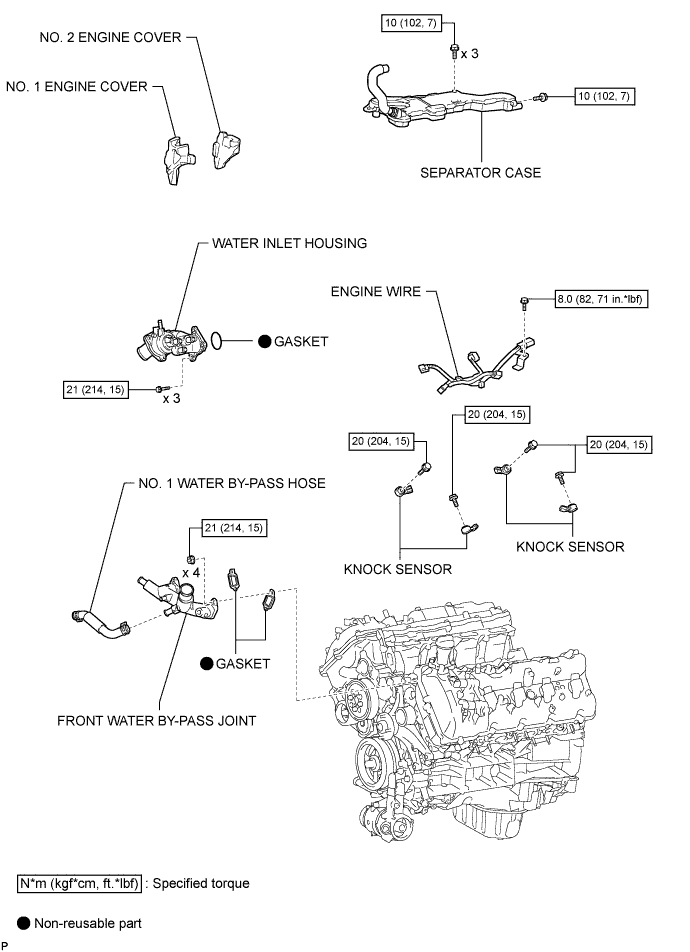 10 (102, 7)
NO. 2 ENGINE COVER
x 3
NO. 1 ENGINE COVER
10 (102, 7)
SEPARATOR CASE
WATER INLET HOUSING
ENGINE WIRE
8.0 (82, 71 in.*lbf)
GASKET
21 (214, 15)
x 3
20 (204, 15)
20 (204, 15)
20 (204, 15)
NO. 1 WATER BY-PASS HOSE
21 (214, 15)
KNOCK SENSOR
x 4
KNOCK SENSOR
GASKET
FRONT WATER BY-PASS JOINT
N*m (kgf*cm, ft.*lbf) : Specified torque
Non-reusable part
P